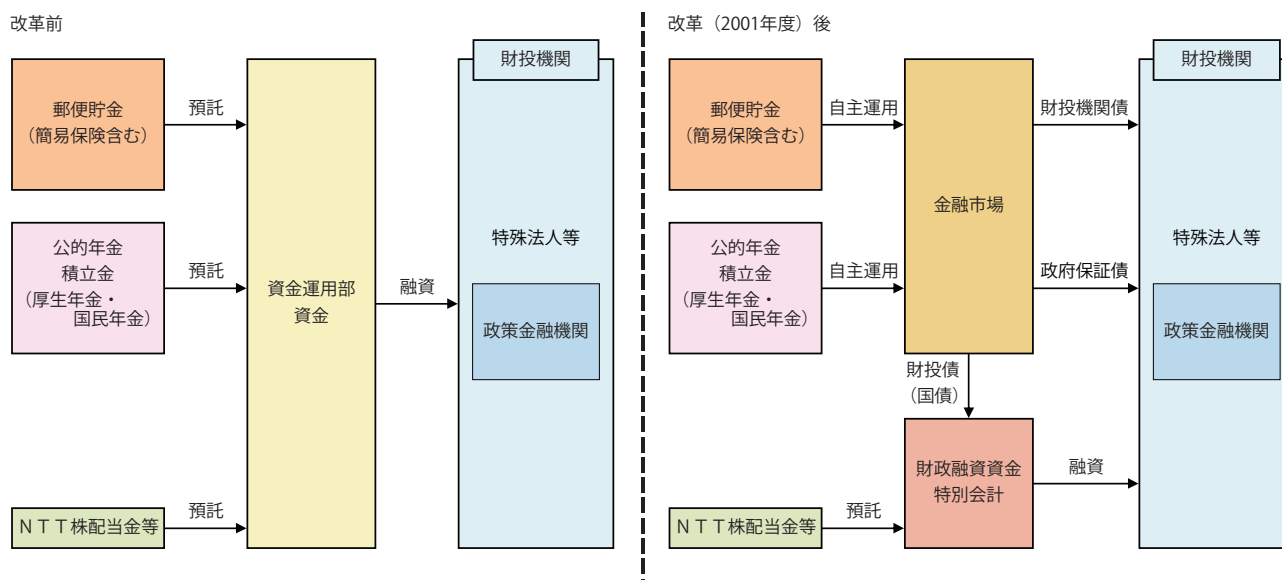 改革前
財投機関
郵便貯金
（簡易保険含む）
預託
公的年金
積立金
（厚生年金・
国民年金）
預託
資金運用部
資金
融資
特殊法人等
政策金融機関
ＮＴＴ株配当金等
預託
改革（2001年度）後
財投機関
郵便貯金
（簡易保険含む）
自主運用
財投機関債
金融市場
公的年金
積立金
（厚生年金・
国民年金）
自主運用
政府保証債
特殊法人等
政策金融機関
財投債
（国債）
財政融資資金
特別会計
融資
ＮＴＴ株配当金等
預託